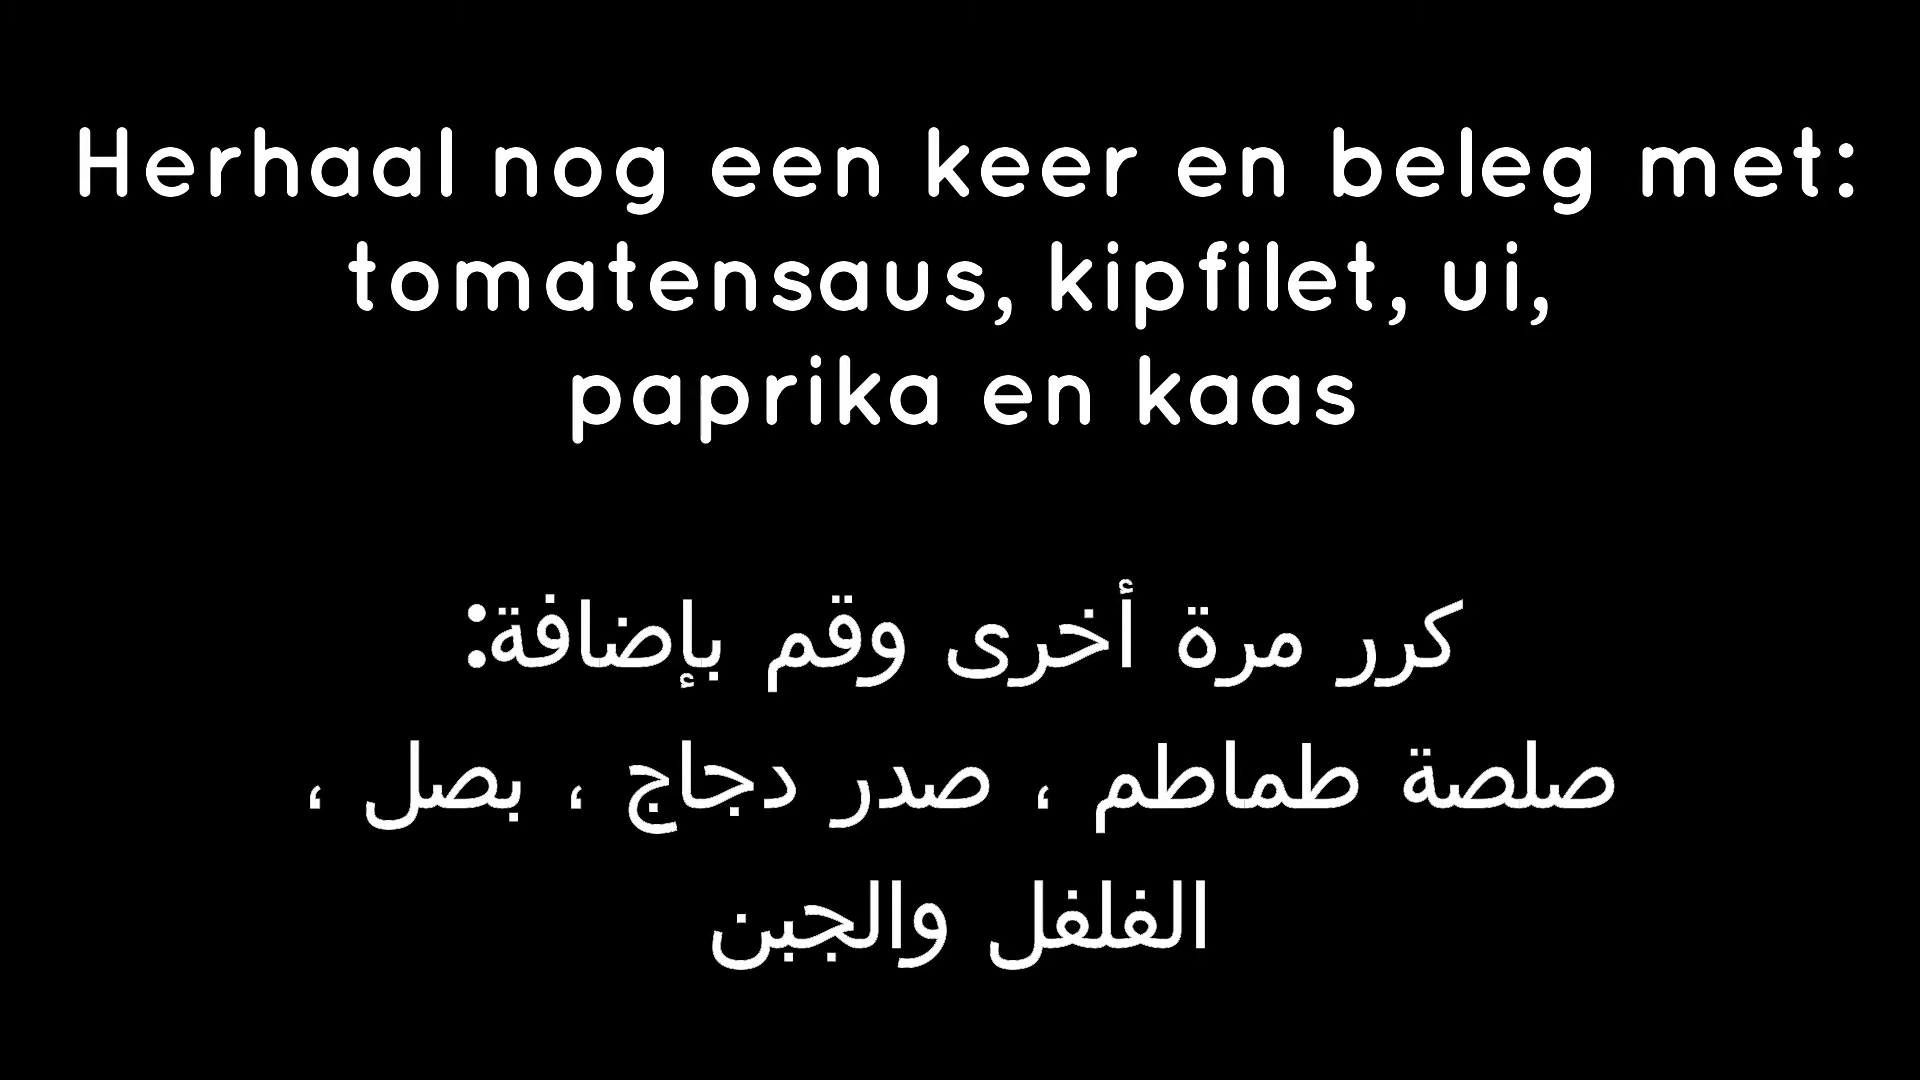 Herhaal nog een keer en beleg met:
tomatensaus, kipfilet, ui,
paprika en kaas
كرر مرة أخرى وقم بإضافة:
صلصة طماطم ، صدر دجاج ، بصل ،
الفلفل والجبن